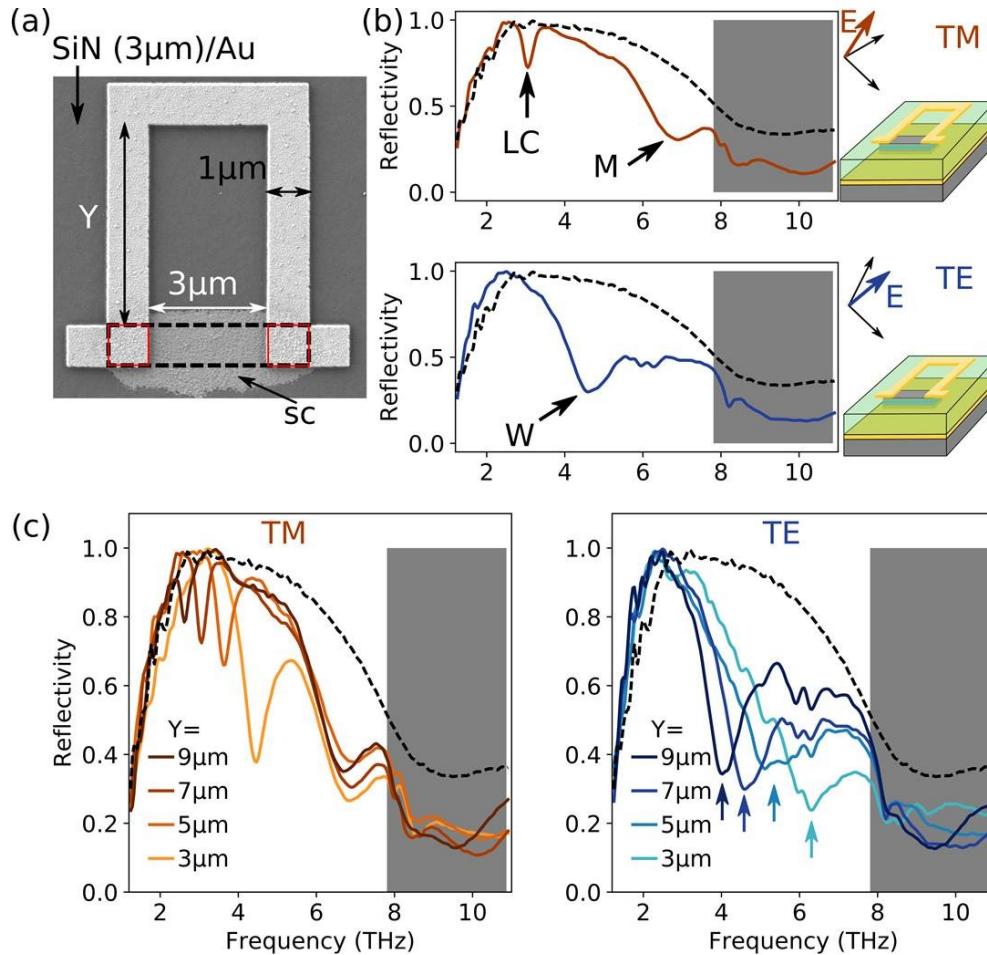 (a)
SiN (3μm)/Au
Y
1μm
3μm
sc
(b)
Reflectivity
1.0
0.5
0.0
LC
M
2 4 6 8 10
E TM
Reflectivity
1.0
0.5
0.0
W
2 4 6 8 10
E TE
(c)
TM
Reflectivity
1.0
0.8
0.6
0.4
0.2
0.0
Y=
9μm
7μm
5μm
3μm
2 4 6 8 10
Frequency (THz)
TE
Reflectivity
1.0
0.8
0.6
0.4
0.2
0.0
Y=
9μm
7μm
5μm
3μm
2 4 6 8 10
Frequency (THz)